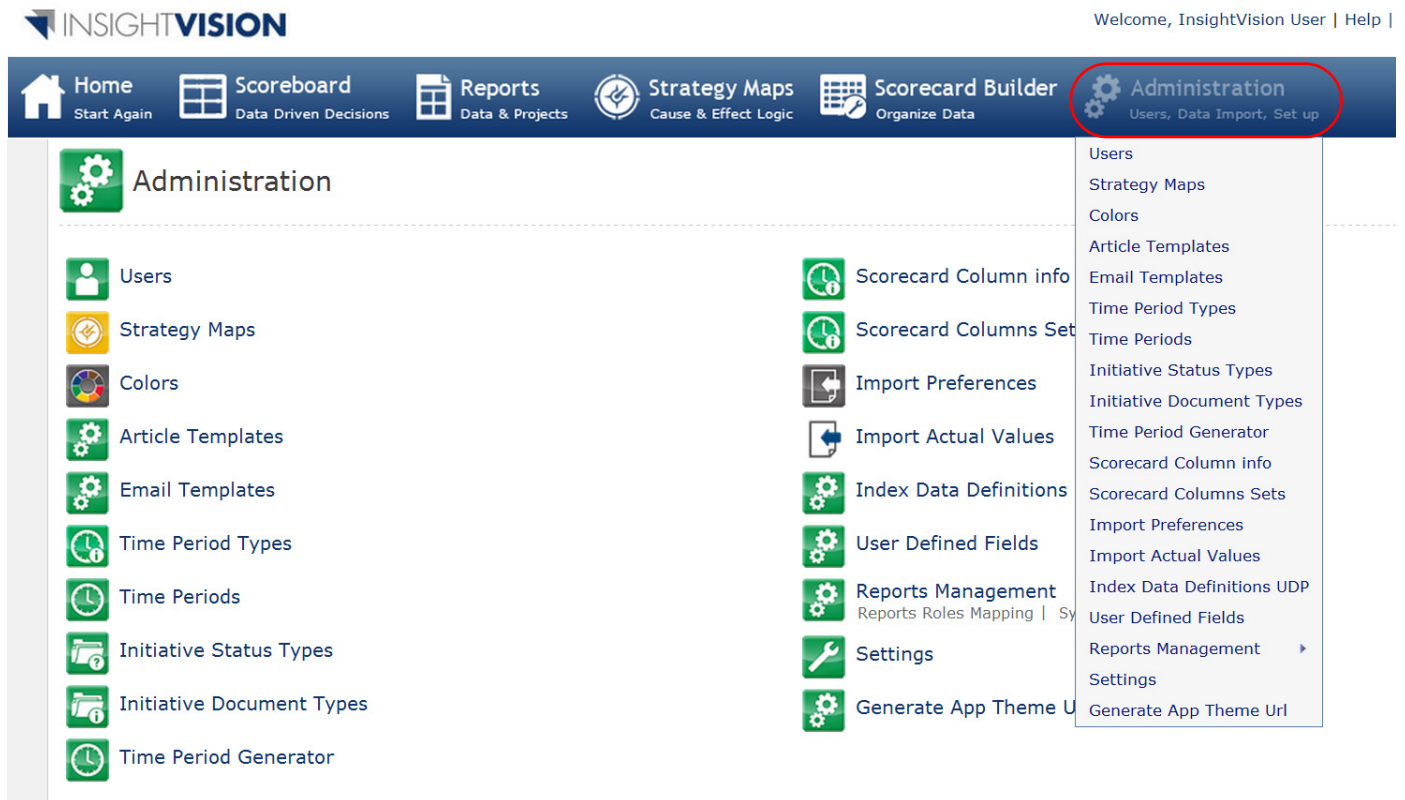 INSIGHTVISION
Welcome, InsightVision User | Help |
Home
Start Again
Scoreboard
Data Driven Decisions
Reports
Data & Projects
Strategy Maps
Cause & Effect Logic
Scorecard Builder
Organize Data
Administration
Users, Data Import, Set up
Administration
Users
Strategy Maps
Colors
Article Templates
Email Templates
Time Period Types
Time Periods
Initiative Status Types
Initiative Document Types
Time Period Generator
Scorecard Column info
Scorecard Columns Set
Import Preferences
Import Actual Values
Index Data Definitions
User Defined Fields
Reports Management
Reports Roles Mapping | Sy
Settings
Generate App Theme U
Users
Strategy Maps
Colors
Article Templates
Email Templates
Time Period Types
Time Periods
Initiative Status Types
Initiative Document Types
Time Period Generator
Scorecard Column info
Scorecard Columns Sets
Import Preferences
Import Actual Values
Index Data Definitions UDP
User Defined Fields
Reports Management
Settings
Generate App Theme Url